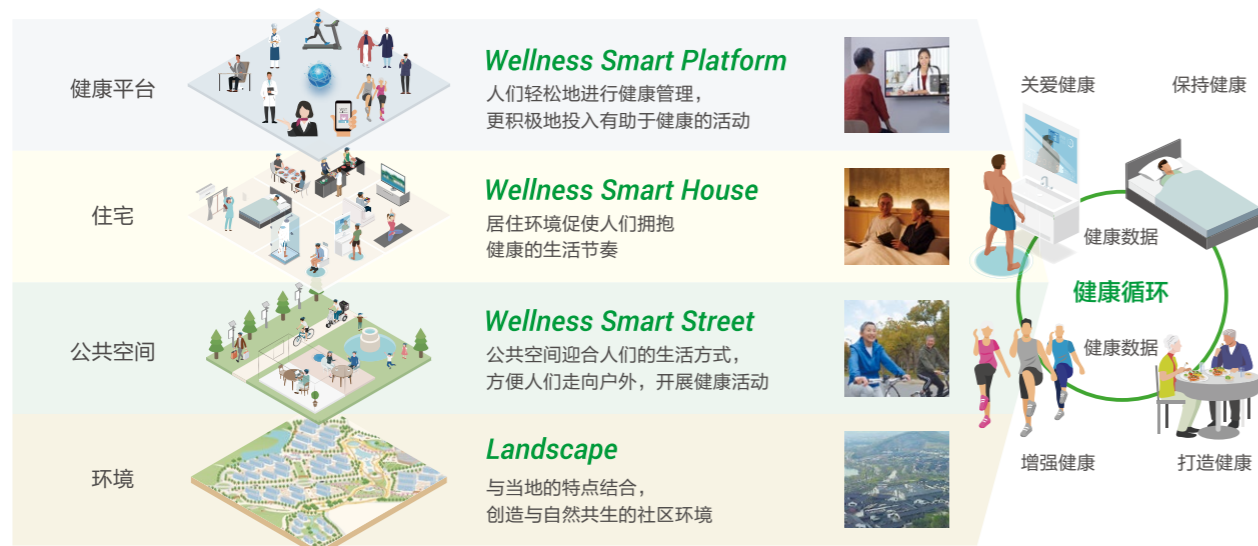 健康平台
Wellness Smart Platform
人们轻松地进行健康管理，
更积极地投入有助于健康的活动
住宅
Wellness Smart House
居住环境促使人们拥抱
健康的生活节奏
公共空间
Wellness Smart Street
公共空间迎合人们的生活方式，
方便人们走向户外，开展健康活动
环境
Landscape
与当地的特点结合，
创造与自然共生的社区环境
关爱健康
保持健康
健康数据
健康循环
健康数据
增强健康
打造健康